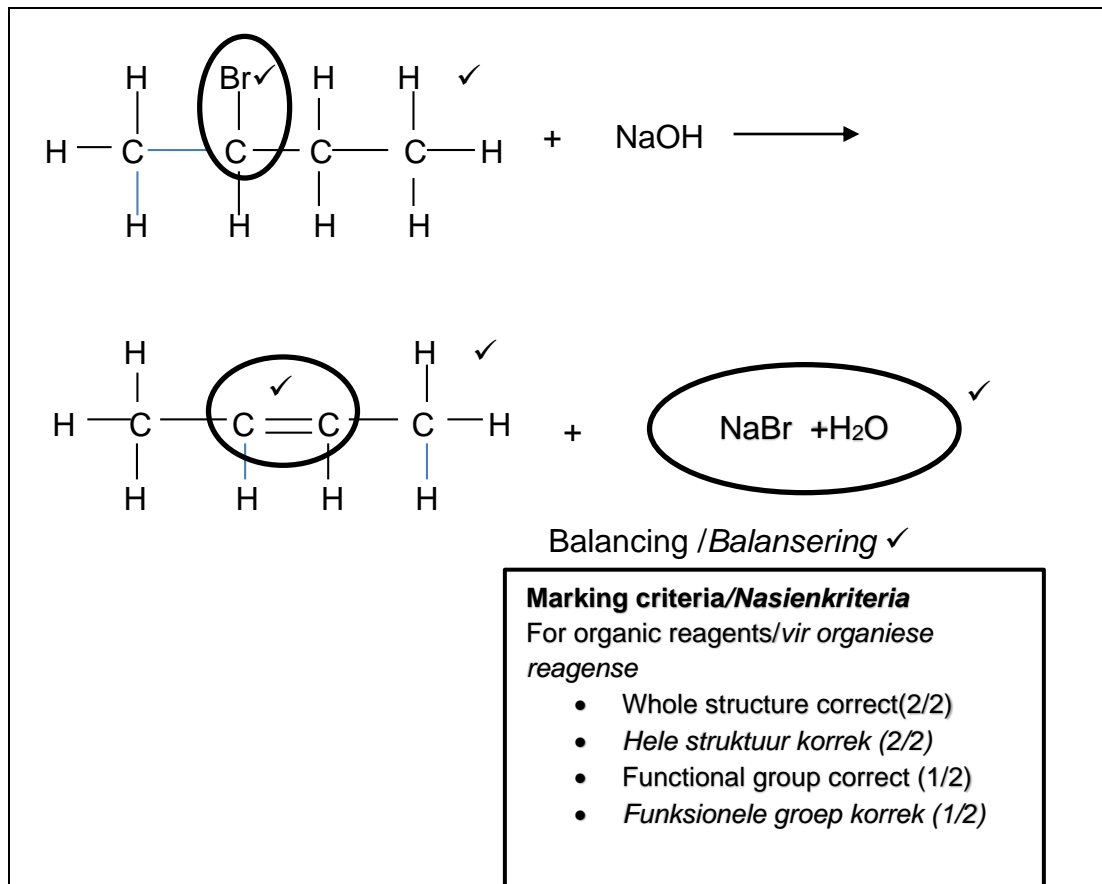 H Br✓ H H ✓
H C C C C H + NaOH
H H H H
H H ✓
✓
H C C C C H + NaBr +H₂O ✓
H H H H
Balancing /Balansering ✓
Marking criteria/Nasienkriteria
For organic reagents/vir organiese
reagense
• Whole structure correct(2/2)
• Hele struktuur korrek (2/2)
• Functional group correct (1/2)
• Funksionele groep korrek (1/2)